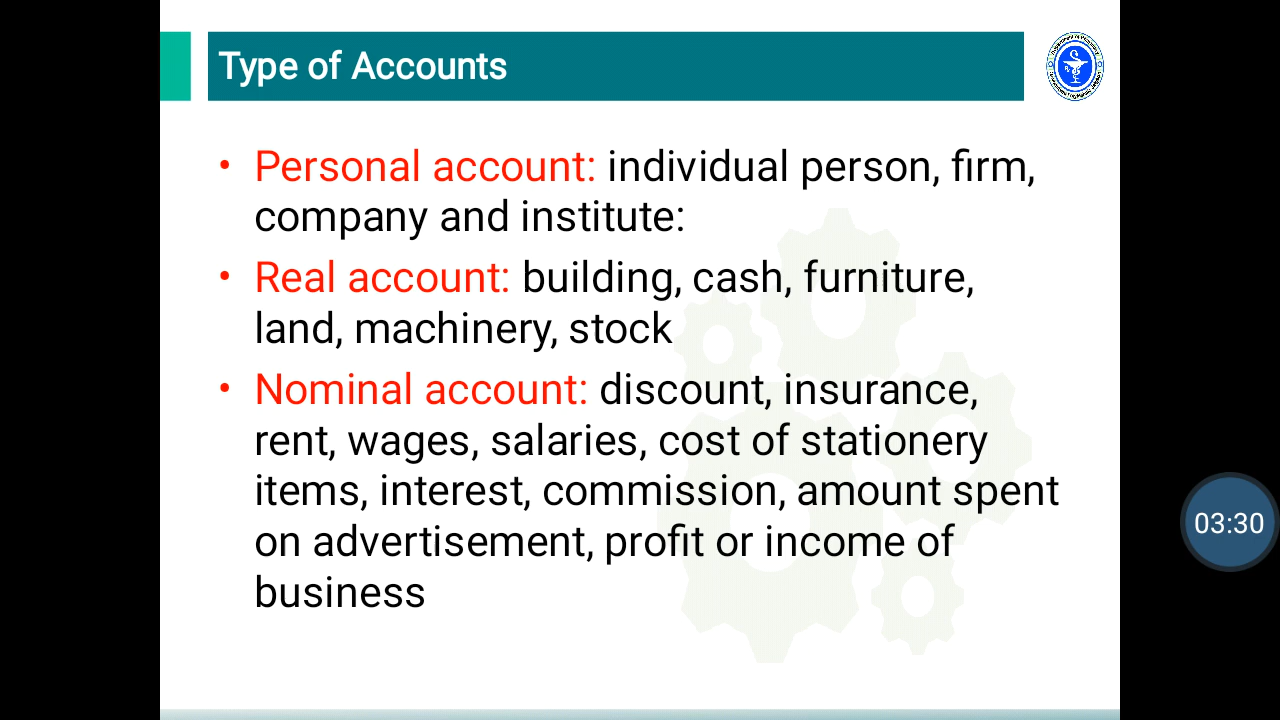 Type of Accounts
• Personal account: individual person, firm,
company and institute:
• Real account: building, cash, furniture,
land, machinery, stock
• Nominal account: discount, insurance,
rent, wages, salaries, cost of stationery
items, interest, commission, amount spent
on advertisement, profit or income of
business
03:30